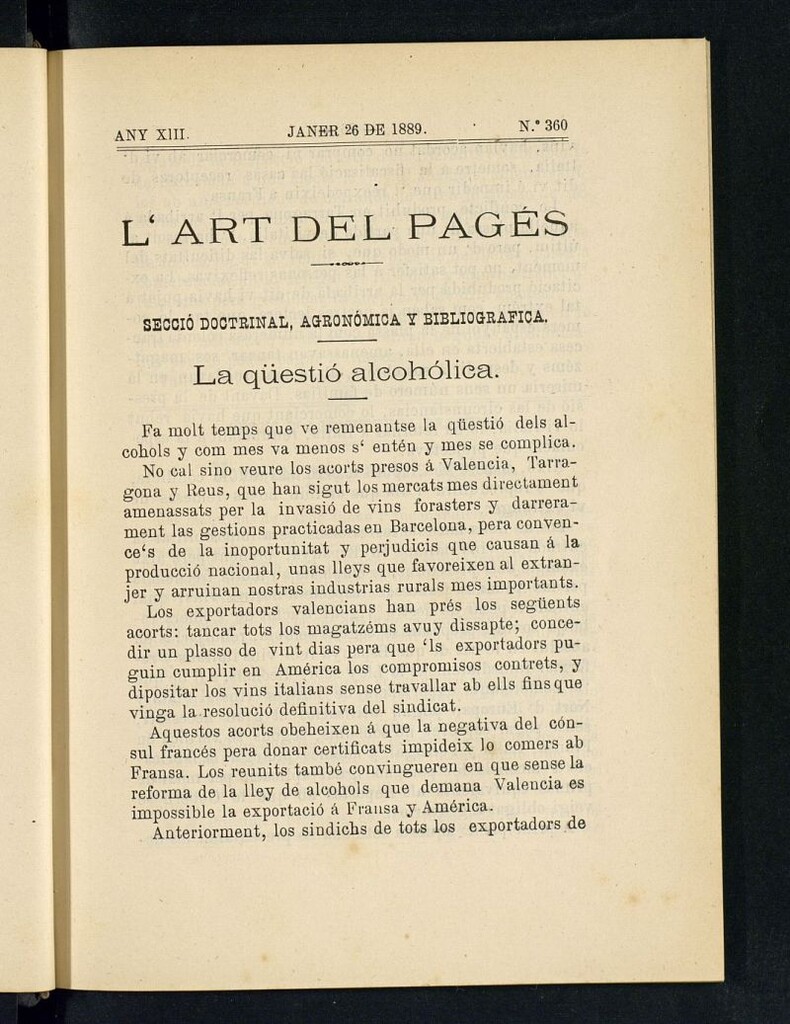 ANY XIII. JANER 26 DE 1889. N.º 360
L‘ ART DEL PAGÉS
SECCIÓ DOCTRINAL, AGRONÓMICA Y BIBLIOGRAFICA.
La qüestió alcohólica.
Fa molt temps que ve remenantse la qüestió dels al-
cohols y com mes va menos s‘ entén y mes se complica.
No cal sino veure los acorts presos á Valencia, Tarra-
gona y Reus, que han sigut los mercats mes directament
amenassats per la invasió de vins forasters y darrera-
ment las gestions practicadas en Barcelona, pera conven-
ce‘s de la inoportunitat y perjudicis que causan á la
producció nacional, unas lleys que favoreixen al extran-
jer y arruinan nostras industrias rurals mes importants.
Los exportadors valencians han prés los següents
acorts: tancar tots los magatzéms avuy dissapte; conce-
dir un plasso de vint dias pera que ‘ls exportadors pu-
guin cumplir en América los compromisos contrets, y
dipositar los vins italians sense travallar ab ells fins que
vinga la resolució definitiva del sindicat.
Aquestos acorts obeheixen á que la negativa del cón-
sul francés pera donar certificats impideix lo comers ab
Fransa. Los reunits també convingueren en que sense la
reforma de la lley de alcohols que demana Valencia es
impossible la exportació á Fransa y América.
Anteriorment, los sindichs de tots los exportadors de